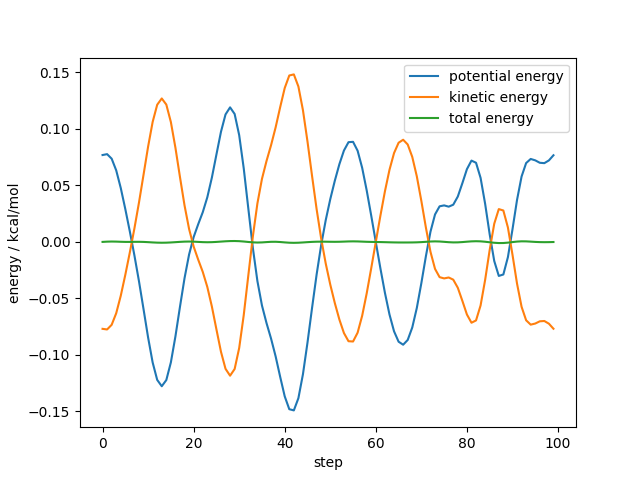 potential energy
kinetic energy
total energy
0.15
0.10
0.05
0.00
−0.05
−0.10
−0.15
energy / kcal/mol
0 20 40 60 80 100
step